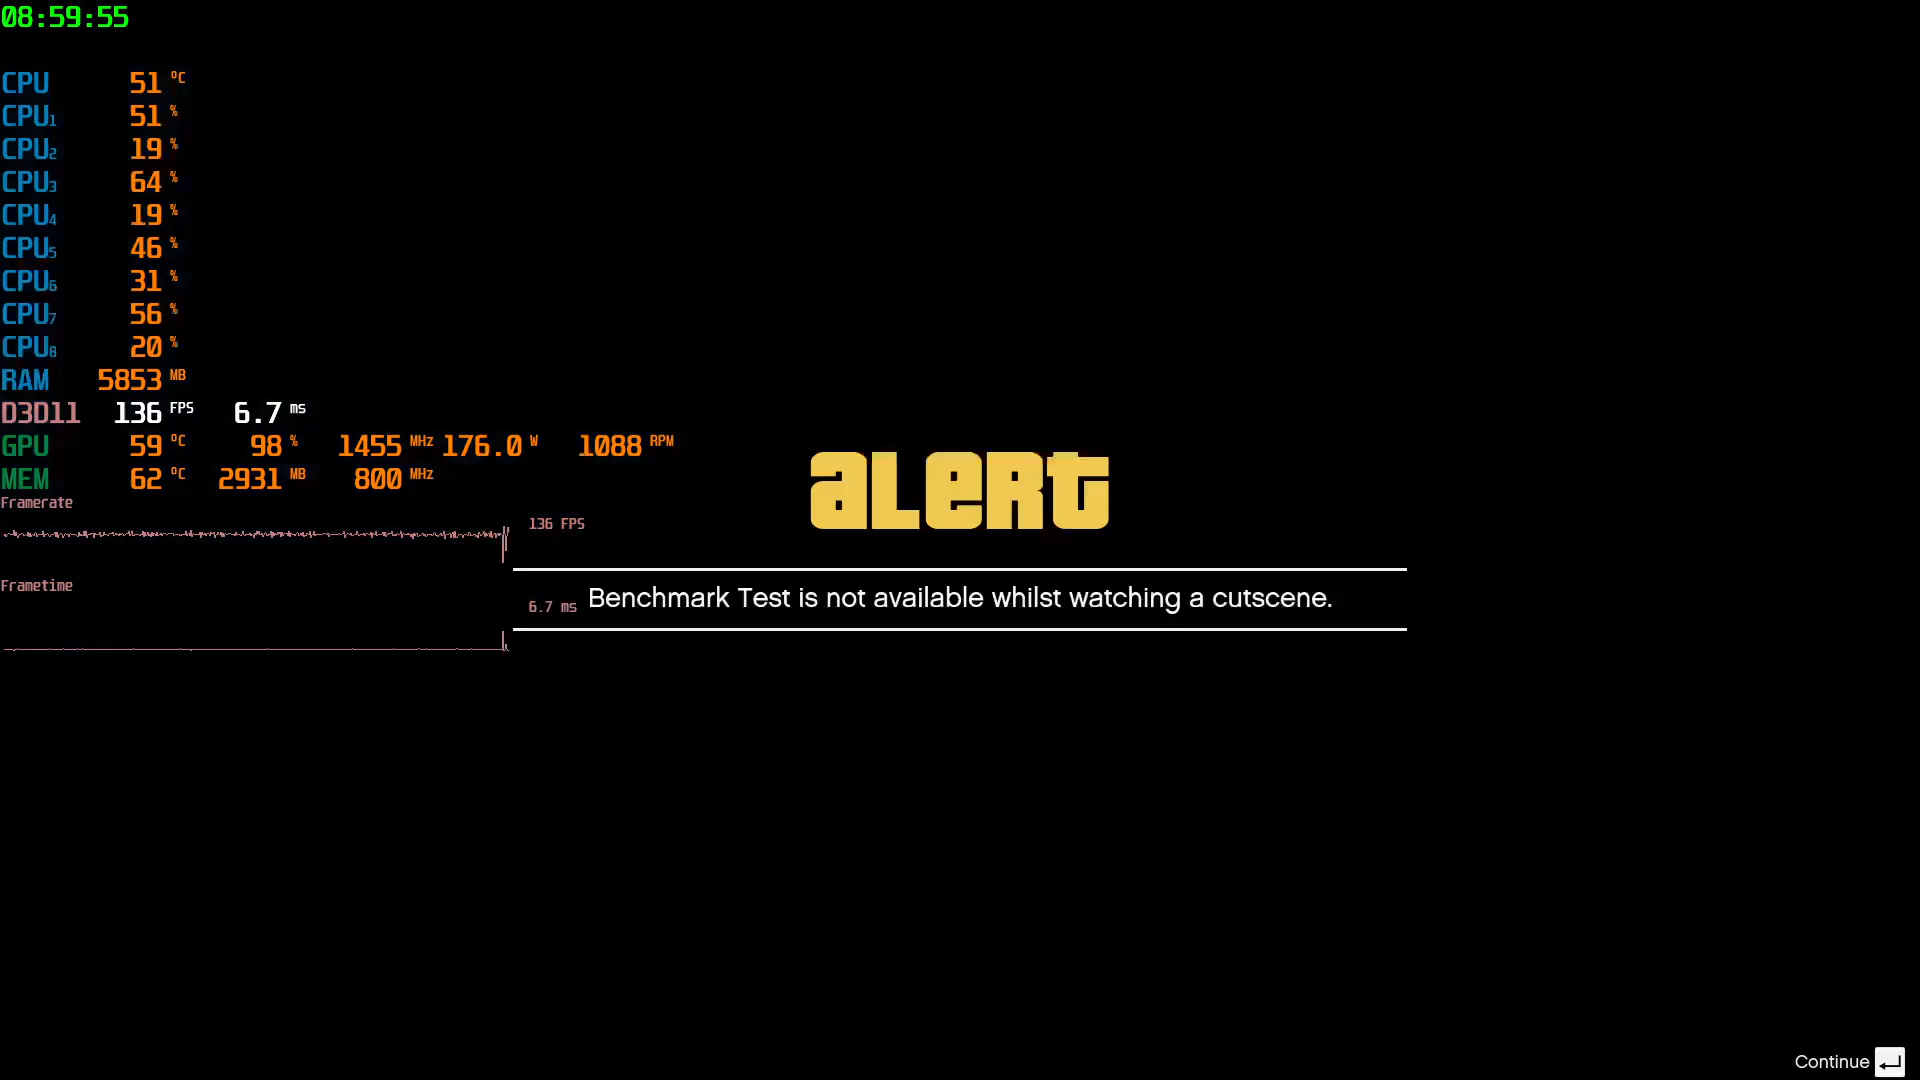 08:59:55
CPU 51 °C
CPU1 51 %
CPU2 19 %
CPU3 64 %
CPU4 19 %
CPU5 46 %
CPU6 31 %
CPU7 56 %
CPU8 20 %
RAM 5853 MB
D3D11 136 FPS 6.7 ms
GPU 59 °C 98 % 1455 MHz 176.0 W 1088 RPM
MEM 62 °C 2931 MB 800 MHz
Framerate
136 FPS
Frametime
6.7 ms
aLeRt
Benchmark Test is not available whilst watching a cutscene.
Continue